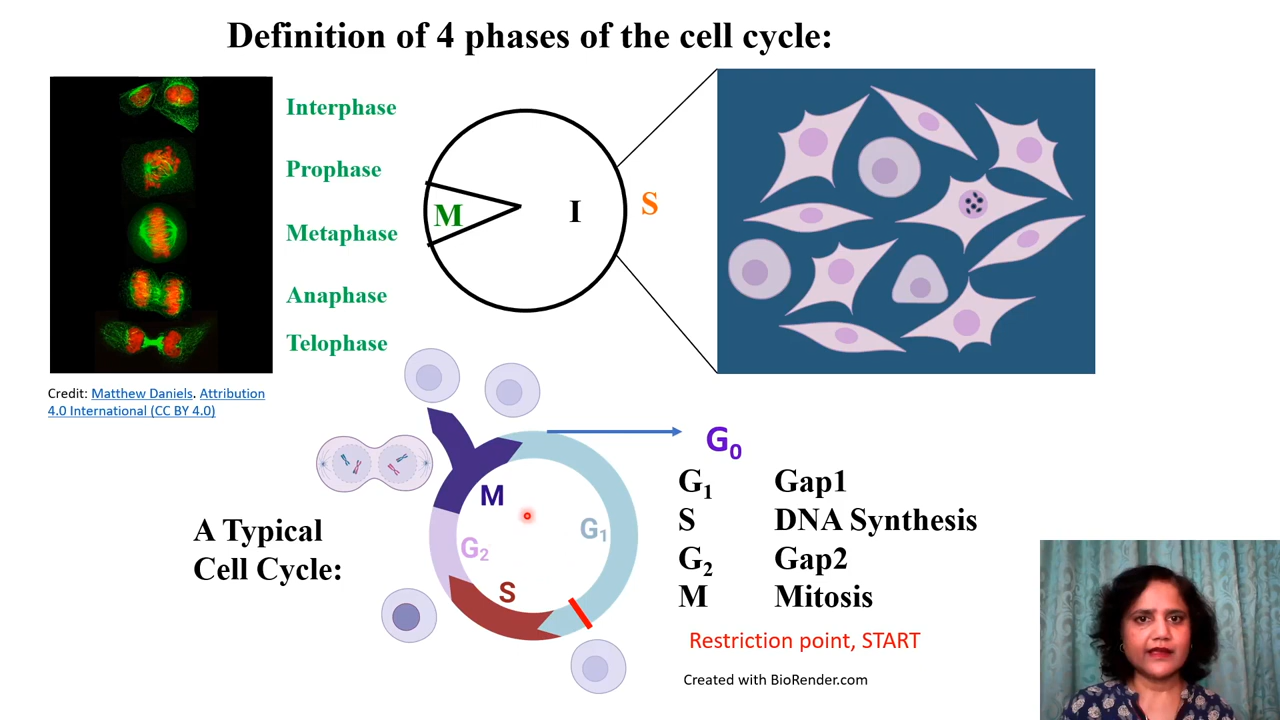 Definition of 4 phases of the cell cycle:
Interphase
Prophase
Metaphase
Anaphase
Telophase
M
I
S
Credit: Matthew Daniels. Attribution
4.0 International (CC BY 4.0)
A Typical
Cell Cycle:
M
G1
G2
S
G0
G1 Gap1
S DNA Synthesis
G2 Gap2
M Mitosis
Restriction point, START
Created with BioRender.com